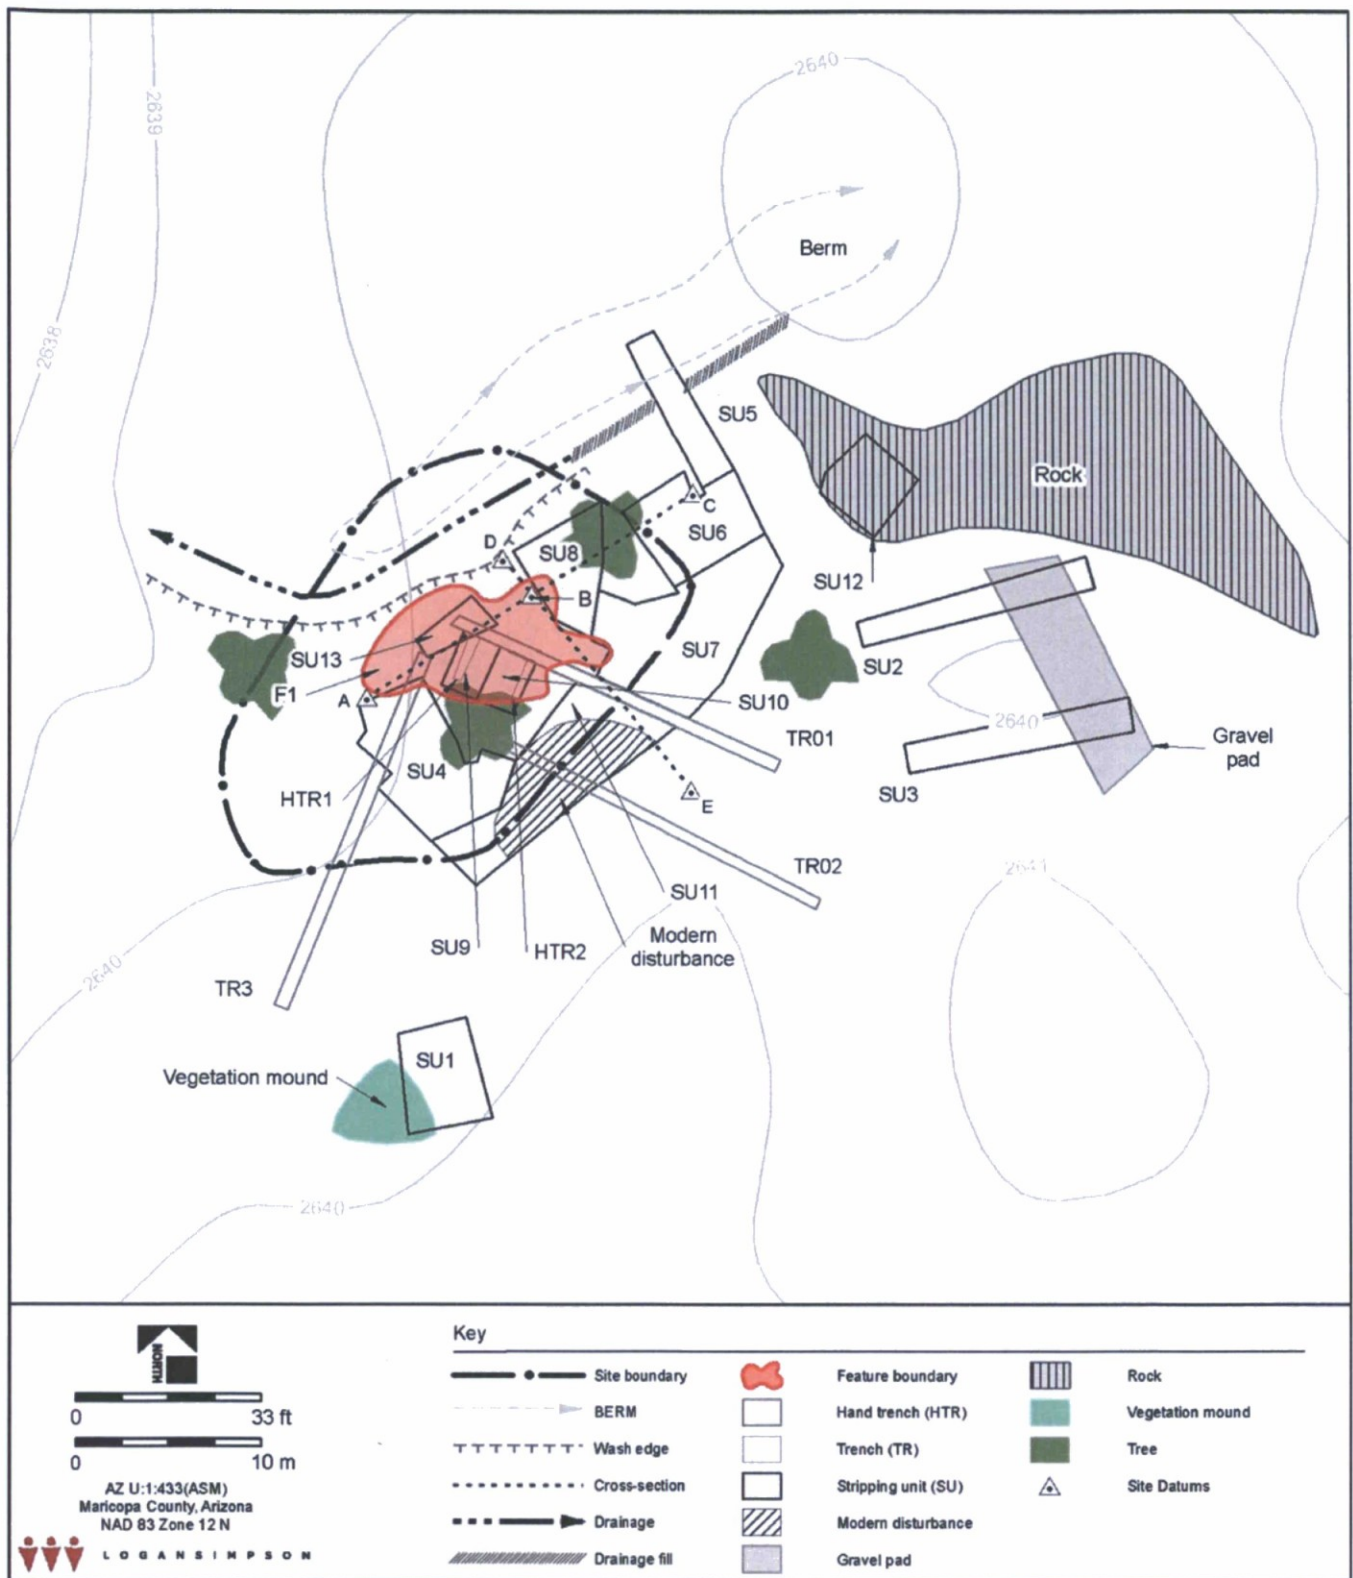 2640
2639
Berm
2638
SU5
Rock
C
SU6
D
SU8
SU12
B
SU7
SU13
SU2
F1
A
SU10
TR01
2640
Gravel
pad
SU4
SU3
HTR1
E
TR02
2641
SU11
SU9
HTR2
Modern
disturbance
2640
TR3
SU1
Vegetation mound
2640
NORTH
0 33 ft
0 10 m
AZ U:1:433(ASM)
Maricopa County, Arizona
NAD 83 Zone 12 N
LOGANSIMPSON
Key
Site boundary
BERM
Wash edge
Cross-section
Drainage
Drainage fill
Feature boundary
Hand trench (HTR)
Trench (TR)
Stripping unit (SU)
Modern disturbance
Gravel pad
Rock
Vegetation mound
Tree
Site Datums